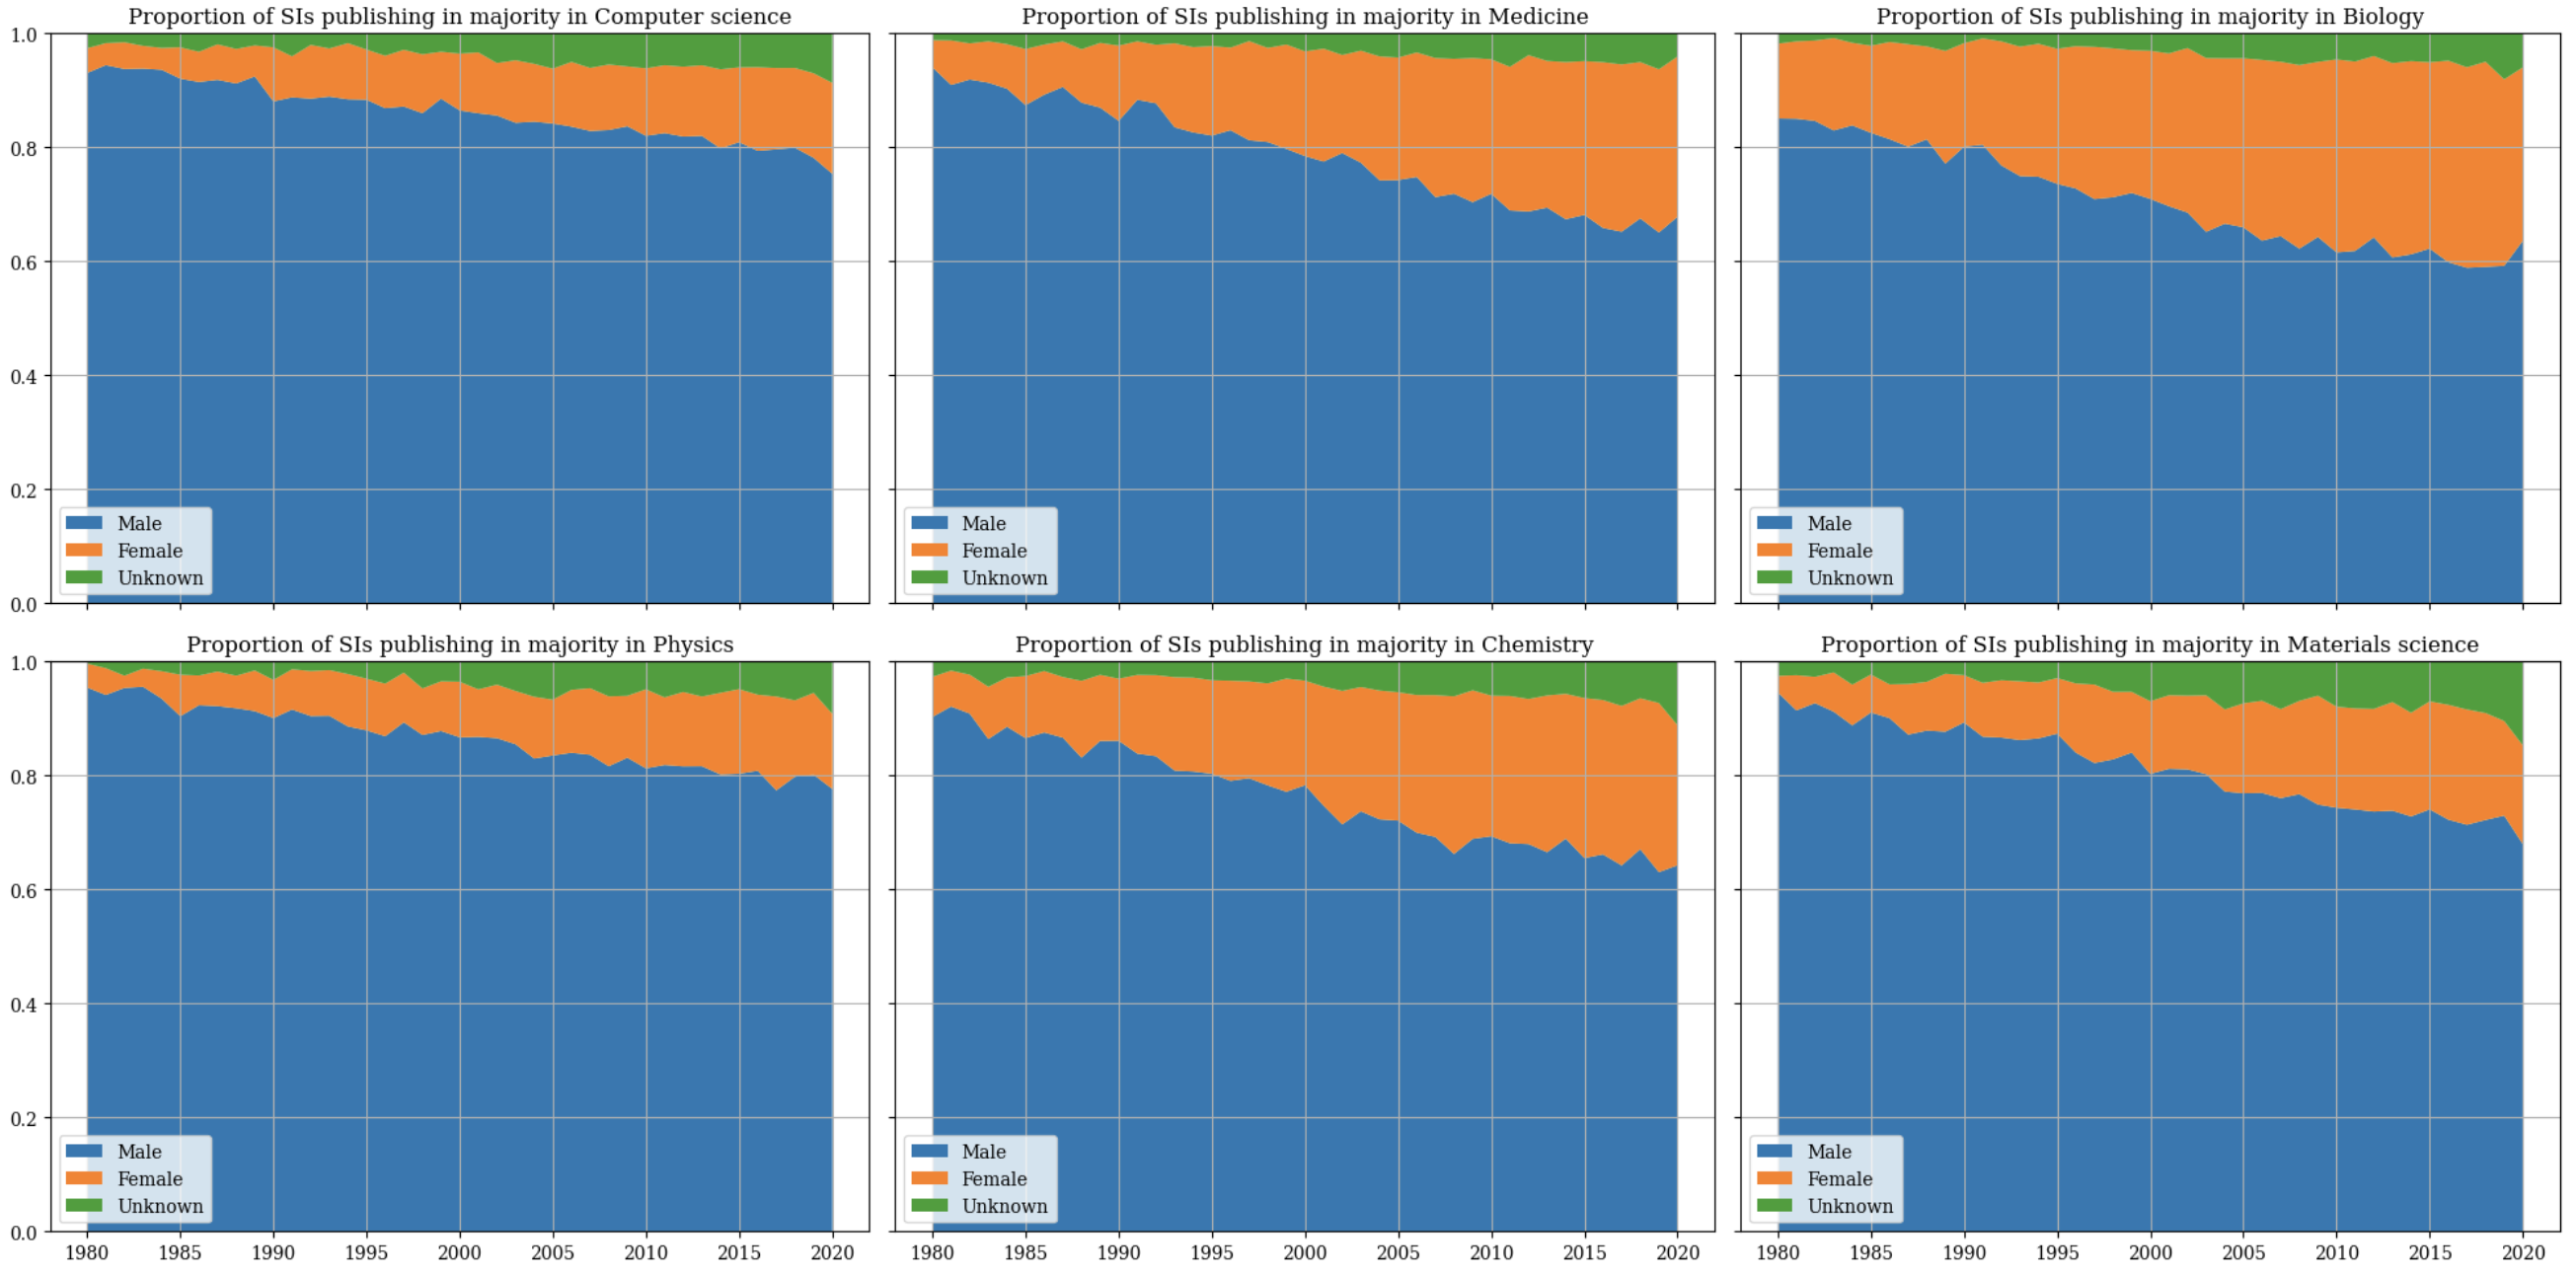 Proportion of SIs publishing in majority in Computer science
1.0
0.8
0.6
0.4
0.2
0.0
Male
Female
Unknown
Proportion of SIs publishing in majority in Medicine
Male
Female
Unknown
Proportion of SIs publishing in majority in Biology
Male
Female
Unknown
Proportion of SIs publishing in majority in Physics
1.0
0.8
0.6
0.4
0.2
0.0
Male
Female
Unknown
1980 1985 1990 1995 2000 2005 2010 2015 2020
Proportion of SIs publishing in majority in Chemistry
Male
Female
Unknown
1980 1985 1990 1995 2000 2005 2010 2015 2020
Proportion of SIs publishing in majority in Materials science
Male
Female
Unknown
1980 1985 1990 1995 2000 2005 2010 2015 2020